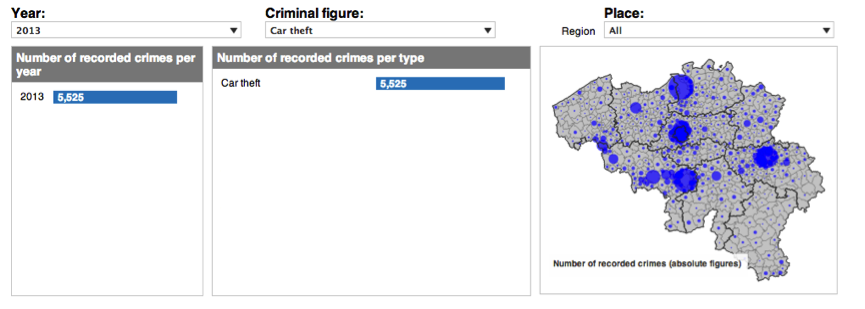 Year:
2013
Criminal figure:
Car theft
Place:
Region
All
Number of recorded crimes per
year
2013
5,525
Number of recorded crimes per type
Car theft
5,525
Number of recorded crimes (absolute figures)